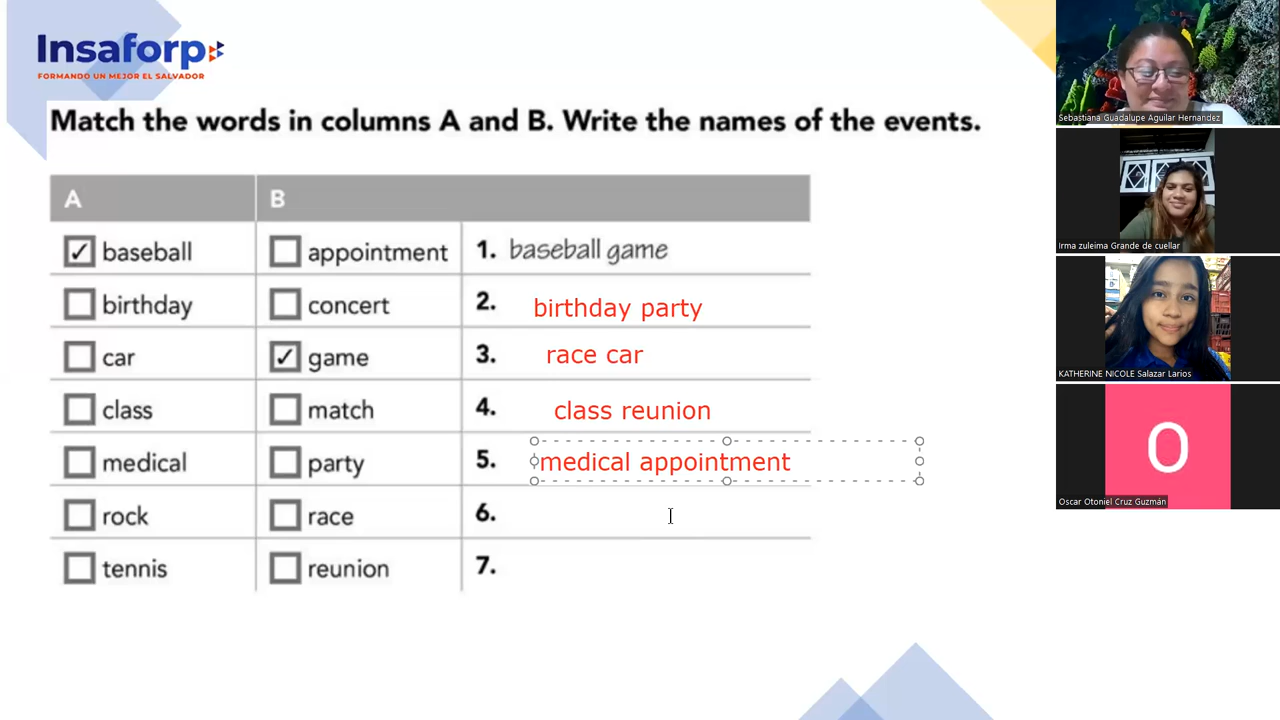 Insaforp
FORMANDO UN MEJOR EL SALVADOR
Match the words in columns A and B. Write the names of the events.
A B
✓ baseball appointment 1. baseball game
birthday concert 2. birthday party
car ✓ game 3. race car
class match 4. class reunion
medical party 5. medical appointment
rock race 6.
tennis reunion 7.
Sebastiana Guadalupe Aguilar Hernandez
Irma zuleima Grande de cuellar
KATHERINE NICOLE Salazar Larios
O
Oscar Otoniel Cruz Guzmán